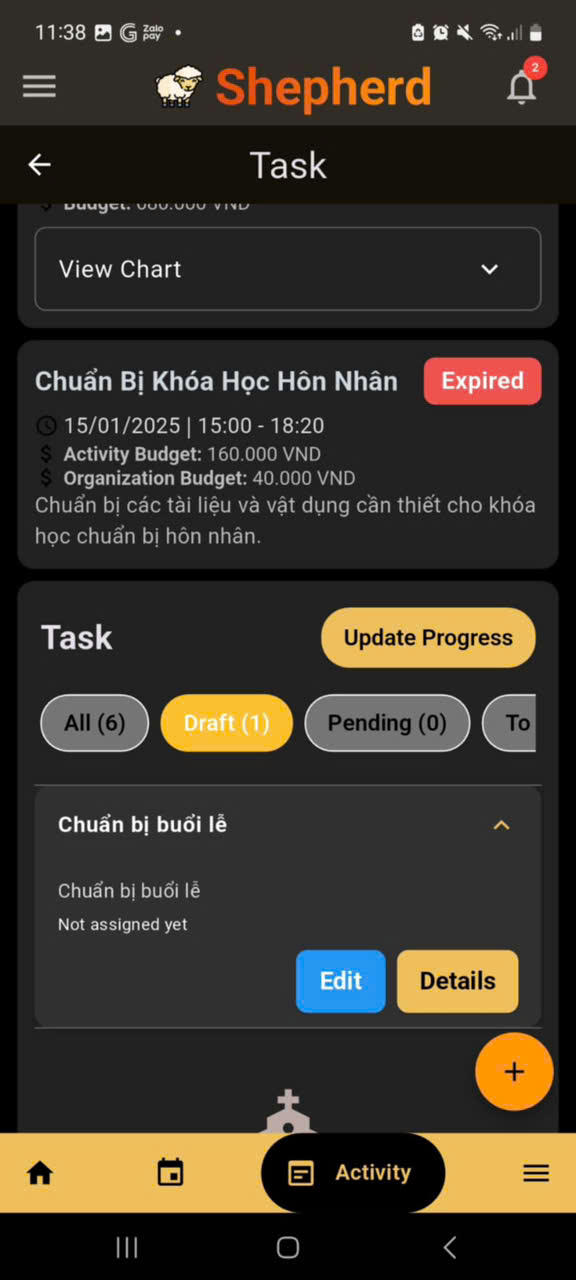 11:38
Zalo pay
2
Shepherd
Task
Budget: 680.000 VND
View Chart
Chuẩn Bị Khóa Học Hôn Nhân
Expired
15/01/2025 | 15:00 - 18:20
$ Activity Budget: 160.000 VND
$ Organization Budget: 40.000 VND
Chuẩn bị các tài liệu và vật dụng cần thiết cho khóa
học chuẩn bị hôn nhân.
Task
Update Progress
All (6)
Draft (1)
Pending (0)
To
Chuẩn bị buổi lễ
Chuẩn bị buổi lễ
Not assigned yet
Edit
Details
+
Activity